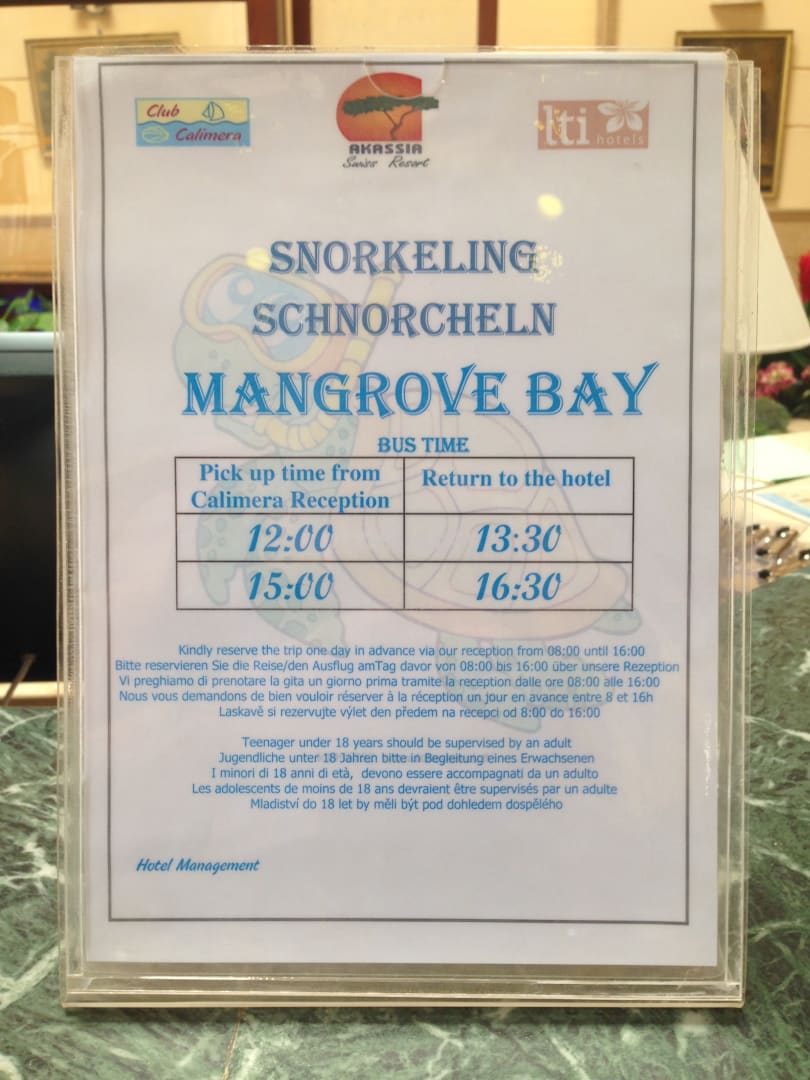 Club
Calimera
AKASSIA
Swiss Resort
lti
hotels
SNORKELING
SCHNORCHELN
MANGROVE BAY
BUS TIME
Pick up time from Calimera Reception
Return to the hotel
12:00
13:30
15:00
16:30
Kindly reserve the trip one day in advance via our reception from 08:00 until 16:00
Bitte reservieren Sie die Reise/den Ausflug amTag davor von 08:00 bis 16:00 über unsere Rezeption
Vi preghiamo di prenotare la gita un giorno prima tramite la reception dalle ore 08:00 alle 16:00
Nous vous demandons de bien vouloir réserver à la réception un jour en avance entre 8 et 16h
Laskavě si rezervujte výlet den předem na recepci od 8:00 do 16:00
Teenager under 18 years should be supervised by an adult
Jugendliche unter 18 Jahren bitte in Begleitung eines Erwachsenen
I minori di 18 anni di età, devono essere accompagnati da un adulto
Les adolescents de moins de 18 ans devraient être supervisés par un adulte
Mladiství do 18 let by měli být pod dohledem dospělého
Hotel Management